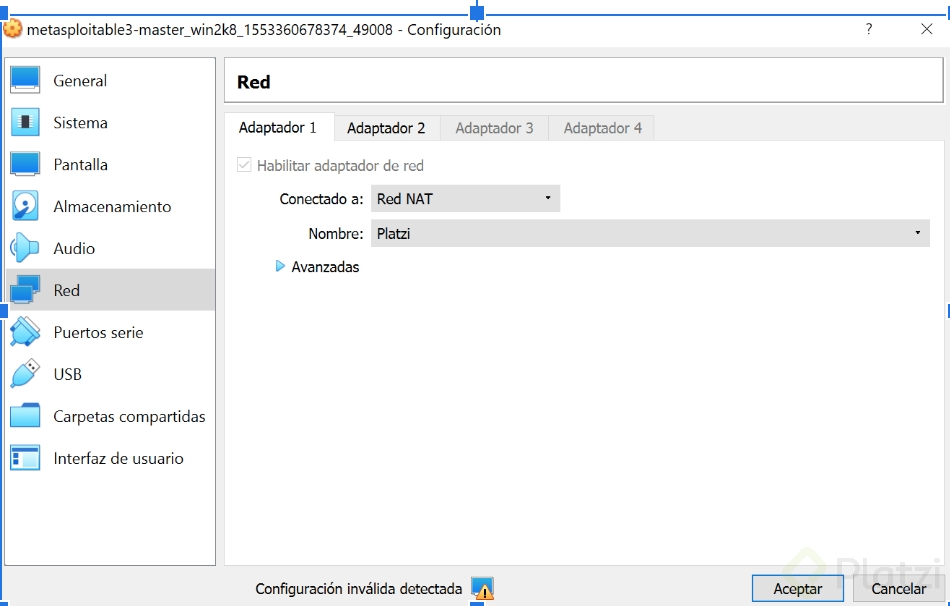 metasploitable3-master_win2k8_1553360678374_49008 - Configuración
?
General
Sistema
Pantalla
Almacenamiento
Audio
Red
Puertos serie
USB
Carpetas compartidas
Interfaz de usuario
Red
Adaptador 1 Adaptador 2 Adaptador 3 Adaptador 4
Habilitar adaptador de red
Conectado a: Red NAT
Nombre: Platzi
Avanzadas
Configuración inválida detectada
Aceptar Cancelar
Platzi